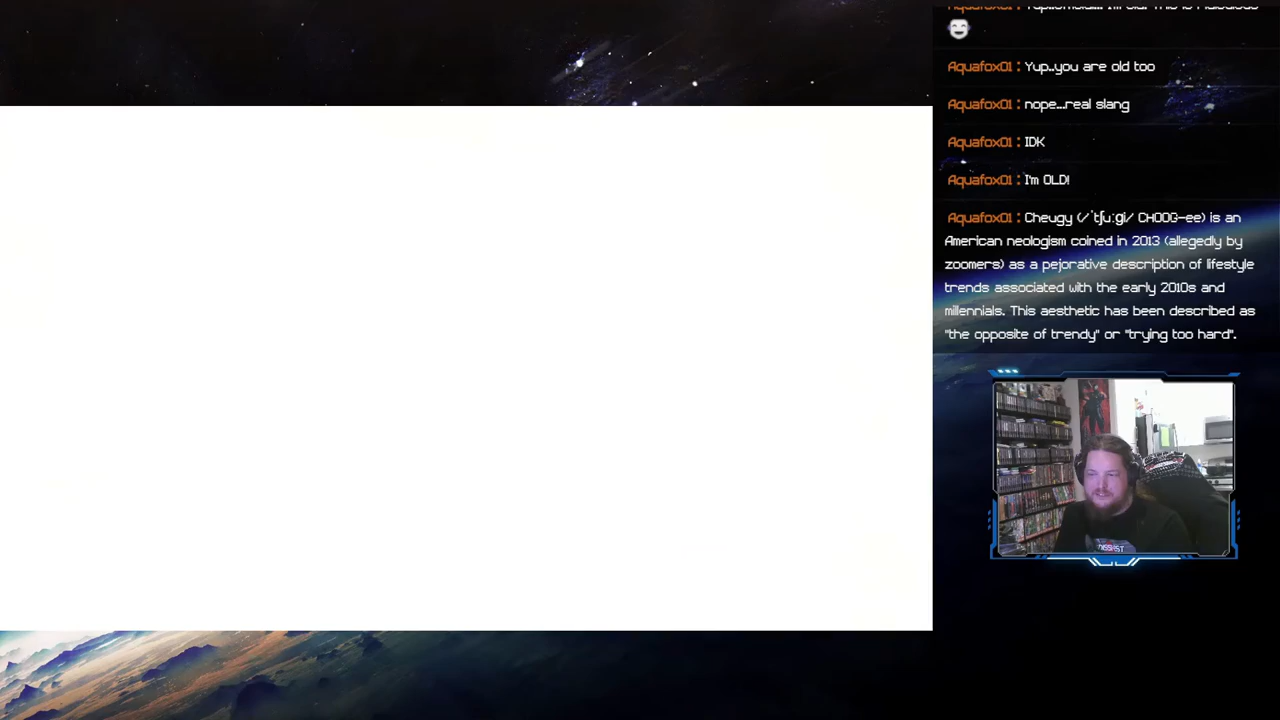 Aquafox01 :
Aquafox01 : Yup..you are old too
Aquafox01 : nope...real slang
Aquafox01 : IDK
Aquafox01 : I'm OLD!
Aquafox01 : Cheugy (/ˈtʃuːɡi/ CHOOG-ee) is an
American neologism coined in 2013 (allegedly by
zoomers) as a pejorative description of lifestyle
trends associated with the early 2010s and
millennials. This aesthetic has been described as
"the opposite of trendy" or "trying too hard".